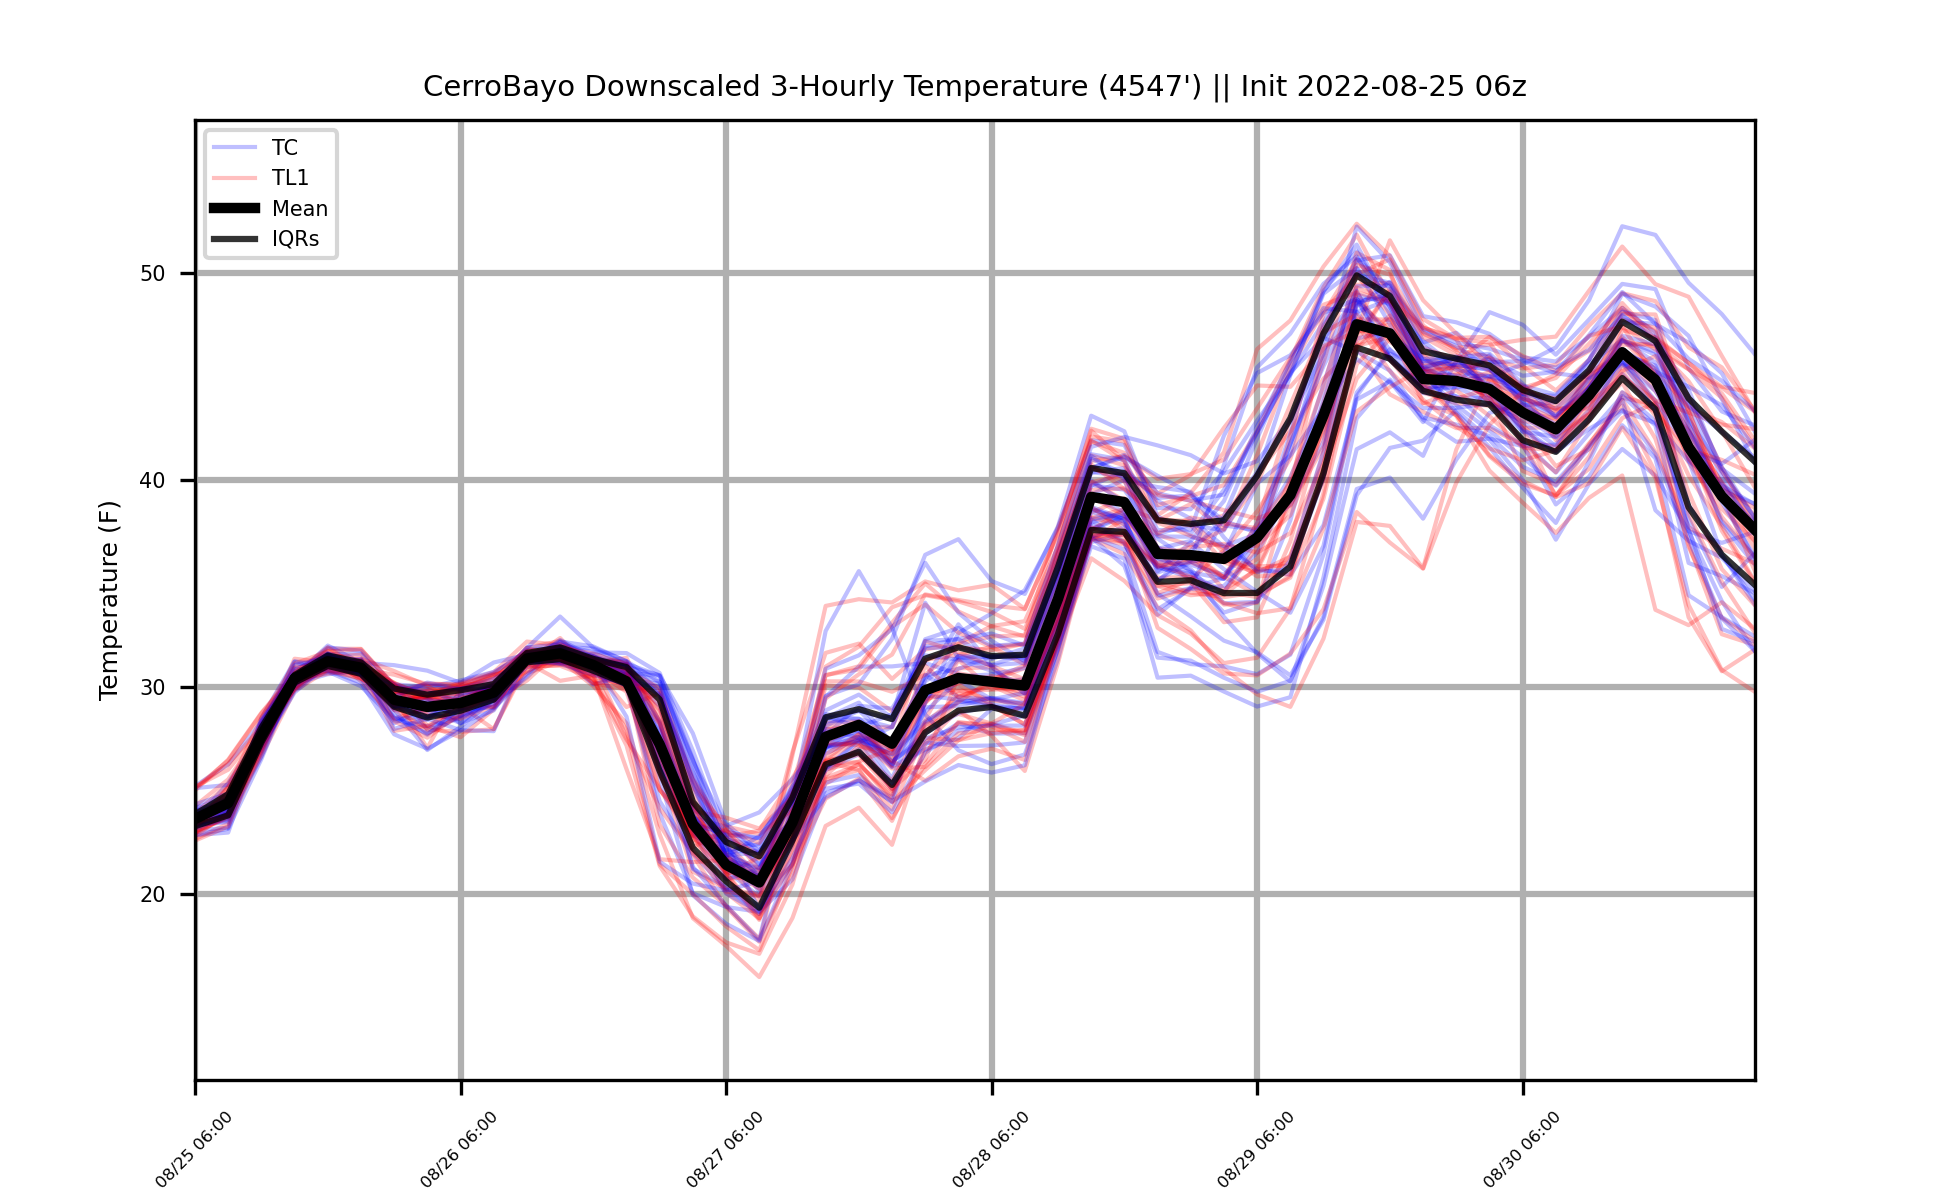 CerroBayo Downscaled 3-Hourly Temperature (4547') || Init 2022-08-25 06z
TC
TL1
Mean
IQRs
50
40
30
20
Temperature (F)
08/25 06:00
08/26 06:00
08/27 06:00
08/28 06:00
08/29 06:00
08/30 06:00